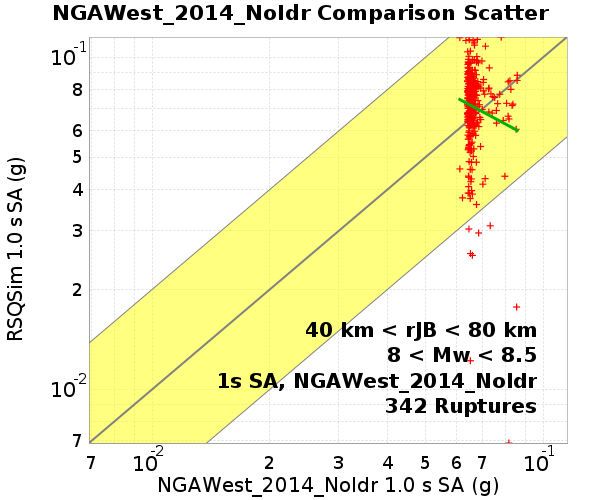 NGAWest_2014_NoIdr Comparison Scatter
RSQSim 1.0 s SA (g)
10-1
8
6
5
4
3
2
10-2
7
40 km < rJB < 80 km
8 < Mw < 8.5
1s SA, NGAWest_2014_NoIdr
342 Ruptures
7 10-2 2 3 4 5 6 7 10-1
NGAWest_2014_NoIdr 1.0 s SA (g)